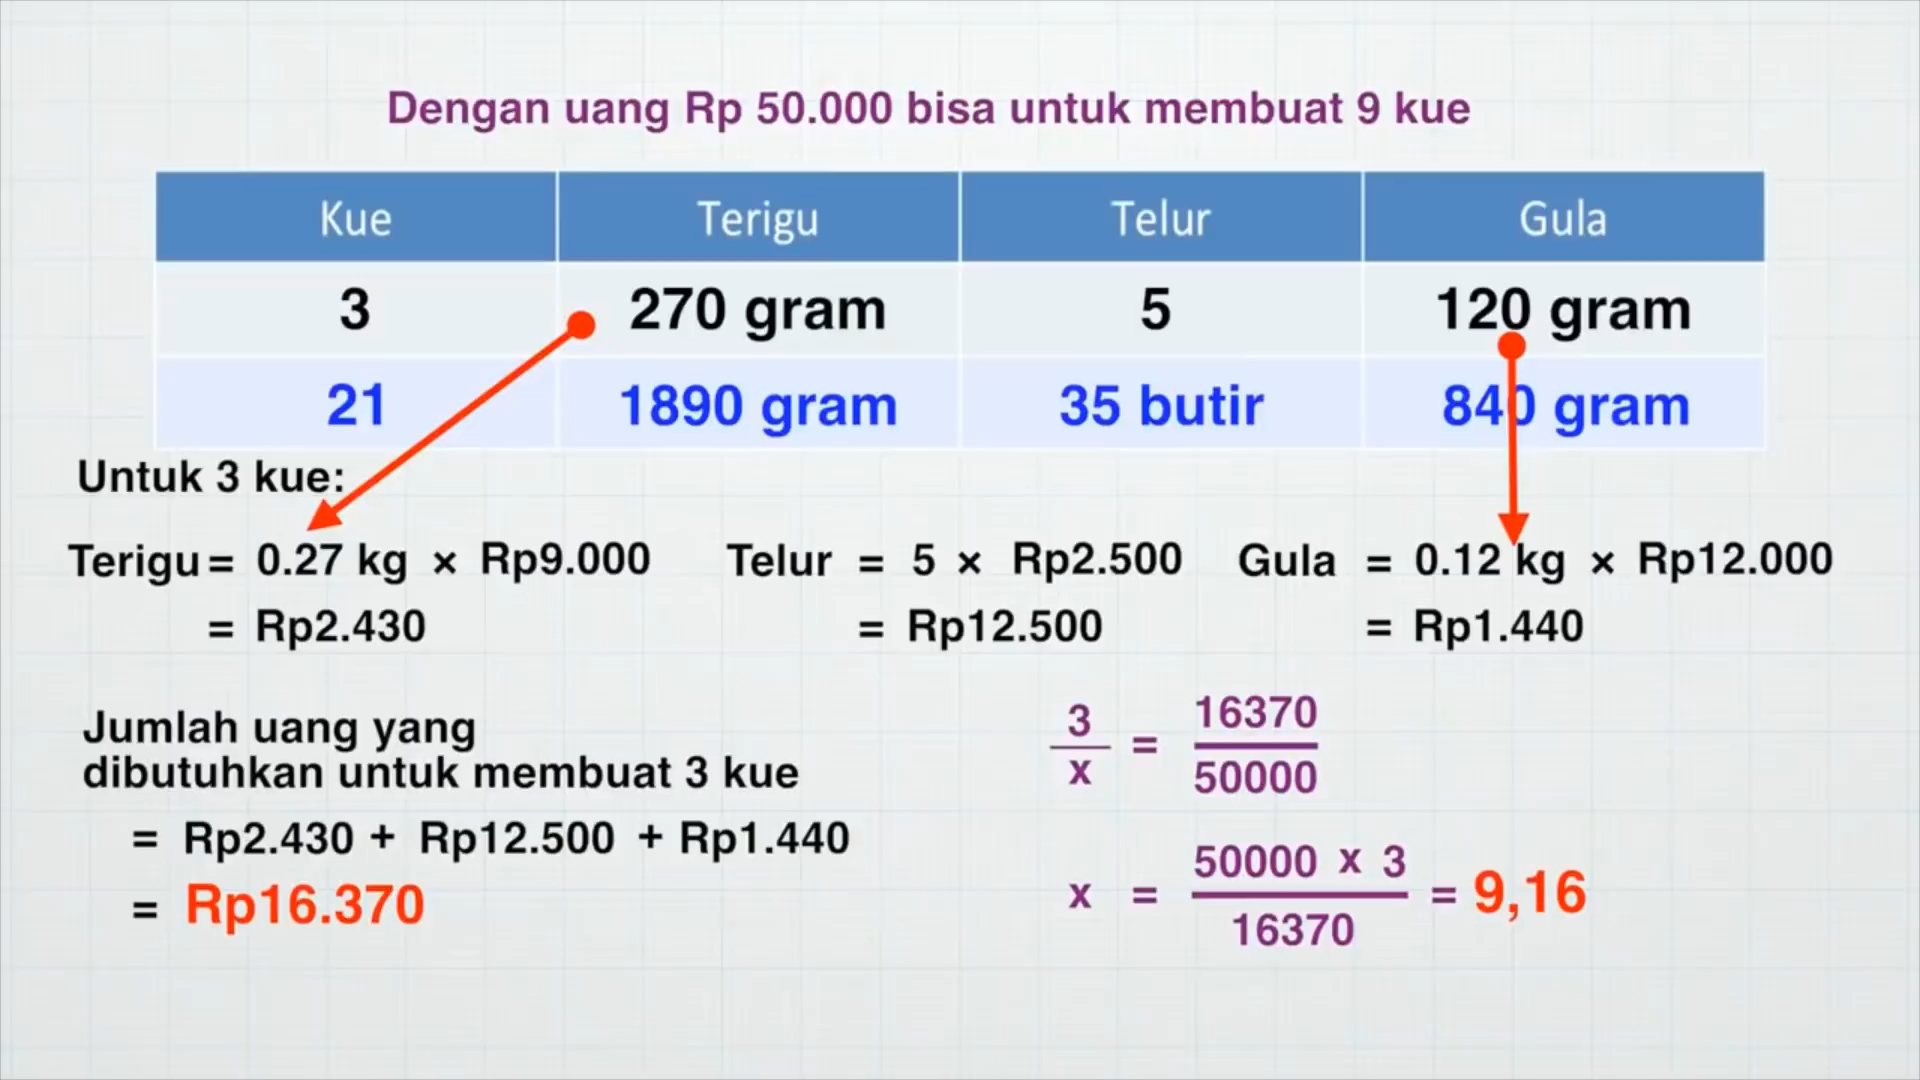 Dengan uang Rp 50.000 bisa untuk membuat 9 kue
Kue Terigu Telur Gula
3 270 gram 5 120 gram
21 1890 gram 35 butir 840 gram
Untuk 3 kue:
Terigu = 0.27 kg × Rp9.000 Telur = 5 × Rp2.500 Gula = 0.12 kg × Rp12.000
= Rp2.430 = Rp12.500 = Rp1.440
Jumlah uang yang
dibutuhkan untuk membuat 3 kue
= Rp2.430 + Rp12.500 + Rp1.440
= Rp16.370
3 16370
x = 50000
50000 x 3
x = = 9,16
16370